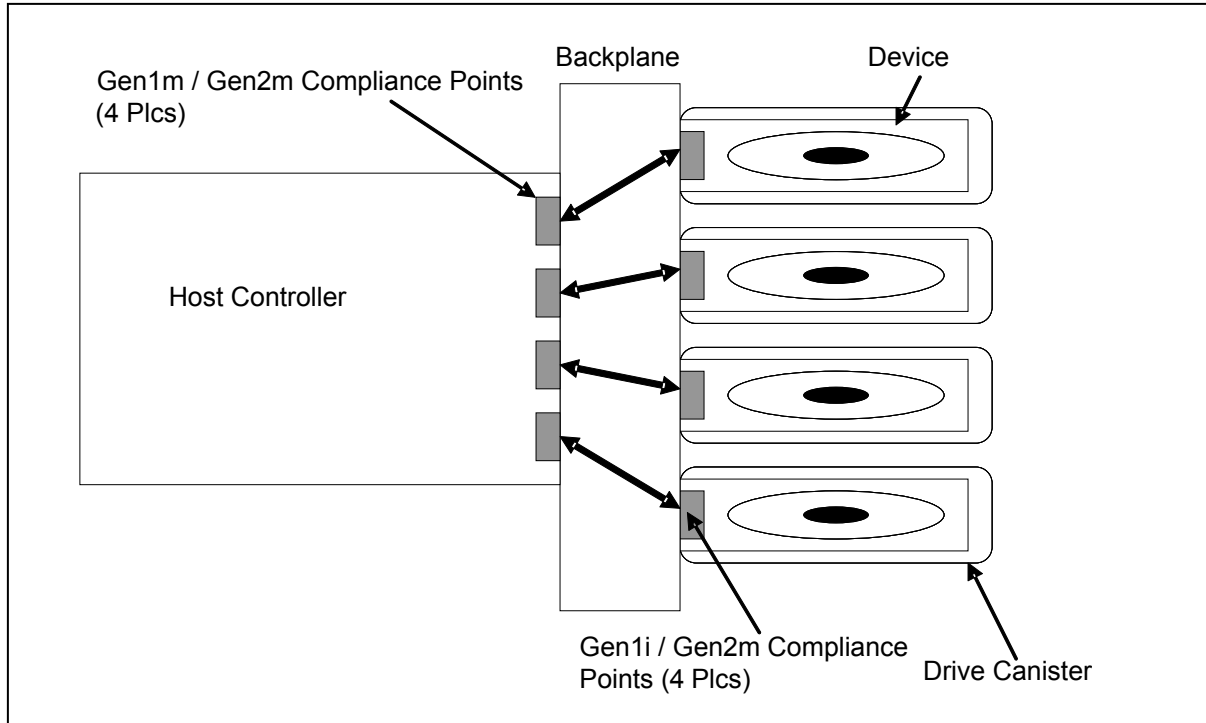 Backplane
Device
Gen1m / Gen2m Compliance Points
(4 Plcs)
Host Controller
Gen1i / Gen2m Compliance
Points (4 Plcs)
Drive Canister